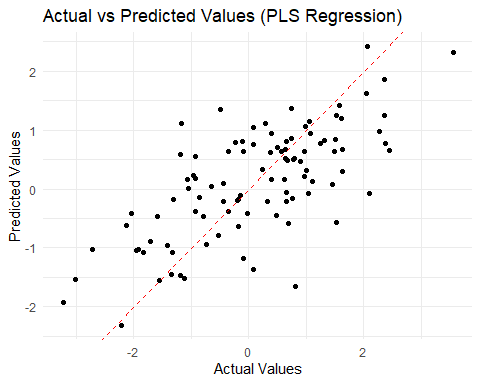 Actual vs Predicted Values (PLS Regression)
Predicted Values
2
1
0
-1
-2
-2
0
2
Actual Values